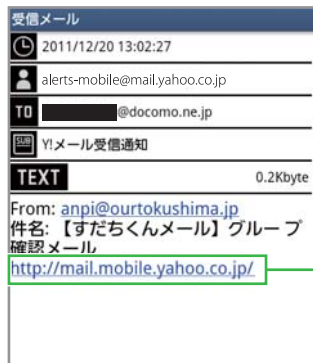 受信メール
2011/12/20 13:02:27
alerts-mobile@mail.yahoo.co.jp
TO @docomo.ne.jp
SUB Y!メール受信通知
TEXT 0.2Kbyte
From: anpi@ourtokushima.jp
件名: 【すだちくんメール】グループ
確認メール
http://mail.mobile.yahoo.co.jp/